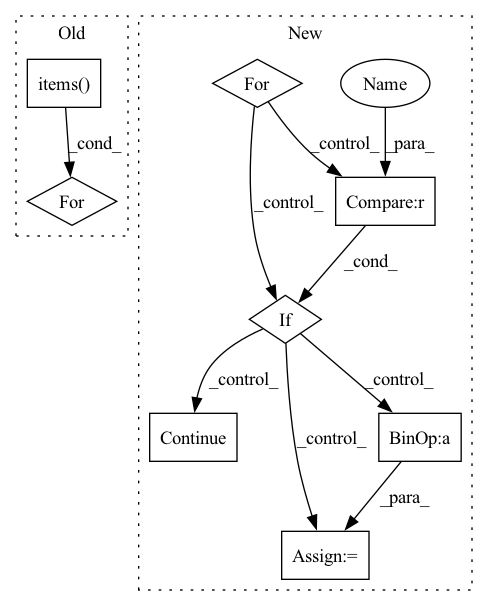 Old
New
items()
For
Name
_cond_
_control_
_para_
For
Compare:r
_control_
_cond_
If
_control_
_control_
_control_
Continue
BinOp:a
_para_
Assign:=